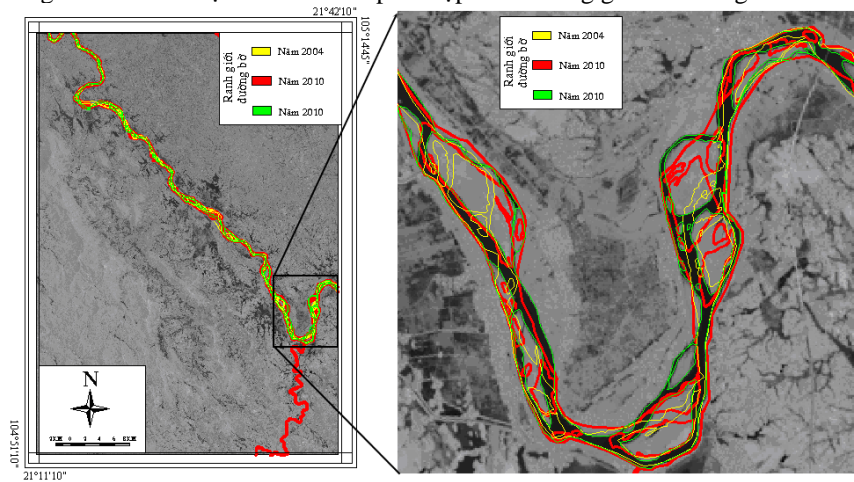 21°42'10"
105°14'45"
Ranh giới
đường bờ
Năm 2004
Năm 2010
Năm 2010
N
104°51'10"
21°11'10"
Ranh giới
đường bờ
Năm 2004
Năm 2010
Năm 2010